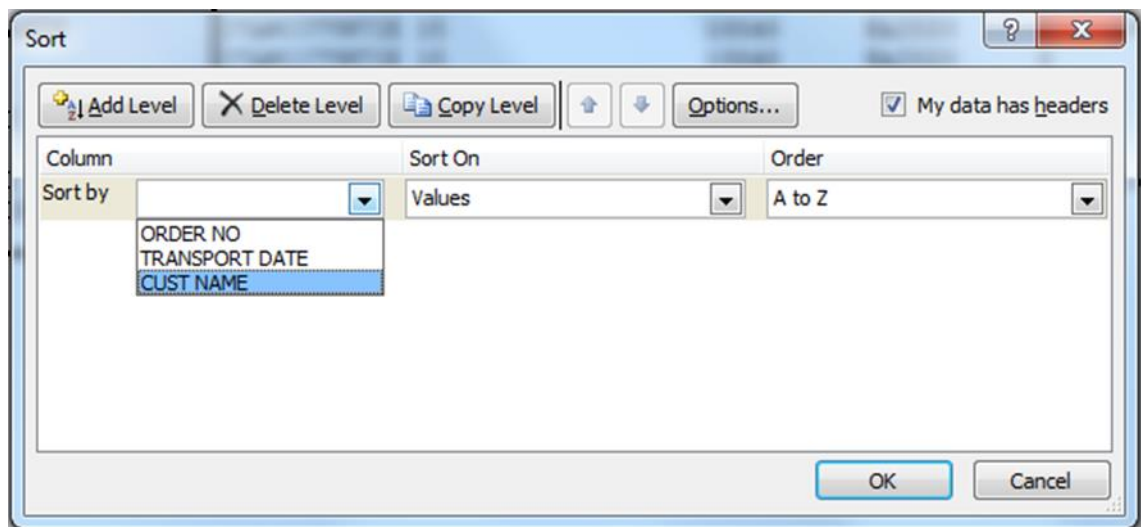 Sort
Add Level Delete Level Copy Level Options... My data has headers
Column Sort On Order
Sort by Values A to Z
ORDER NO
TRANSPORT DATE
CUST NAME
OK Cancel